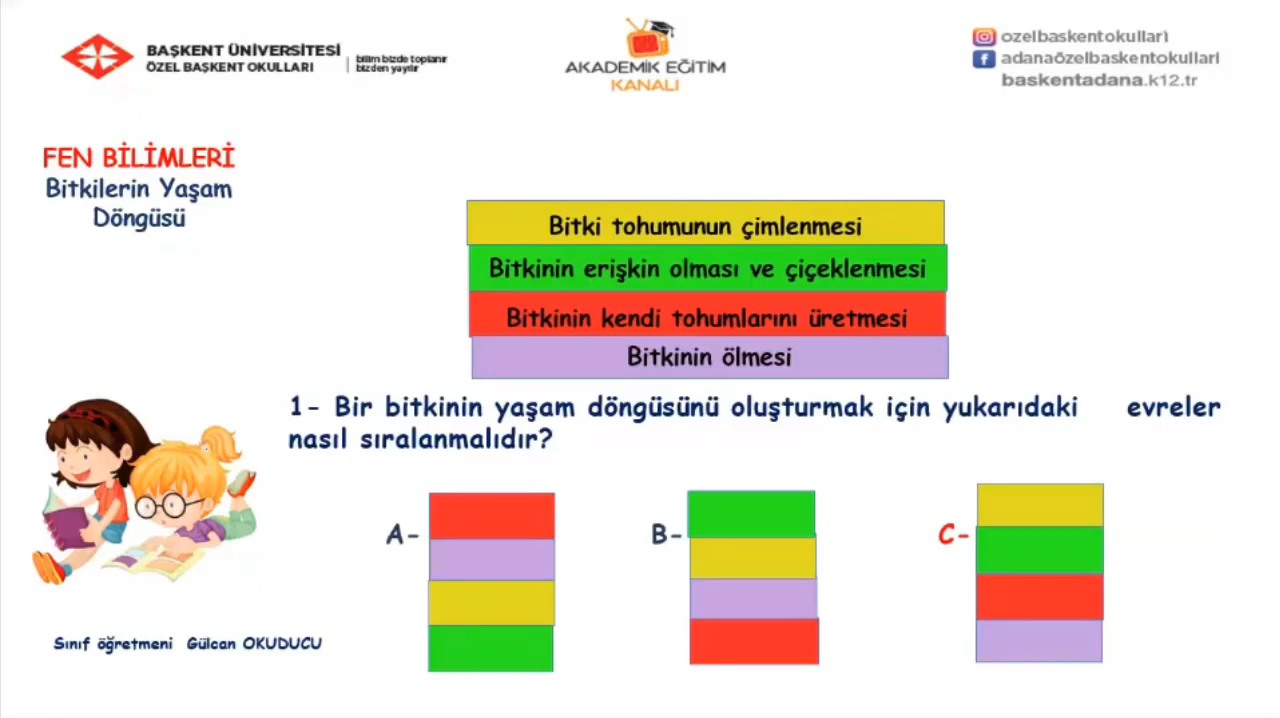 BAŞKENT ÜNİVERSİTESİ
ÖZEL BAŞKENT OKULLARI
bilim bizde toplanır
bizden yayılır
AKADEMİK EĞİTİM
KANALI
ozelbaskentokulları
adanaözelbaskentokullari
baskentadana.k12.tr
FEN BİLİMLERİ
Bitkilerin Yaşam
Döngüsü
Bitki tohumunun çimlenmesi
Bitkinin erişkin olması ve çiçeklenmesi
Bitkinin kendi tohumlarını üretmesi
Bitkinin ölmesi
1- Bir bitkinin yaşam döngüsünü oluşturmak için yukarıdaki evreler
nasıl sıralanmalıdır?
A-
B-
C-
Sınıf öğretmeni Gülcan OKUDUCU